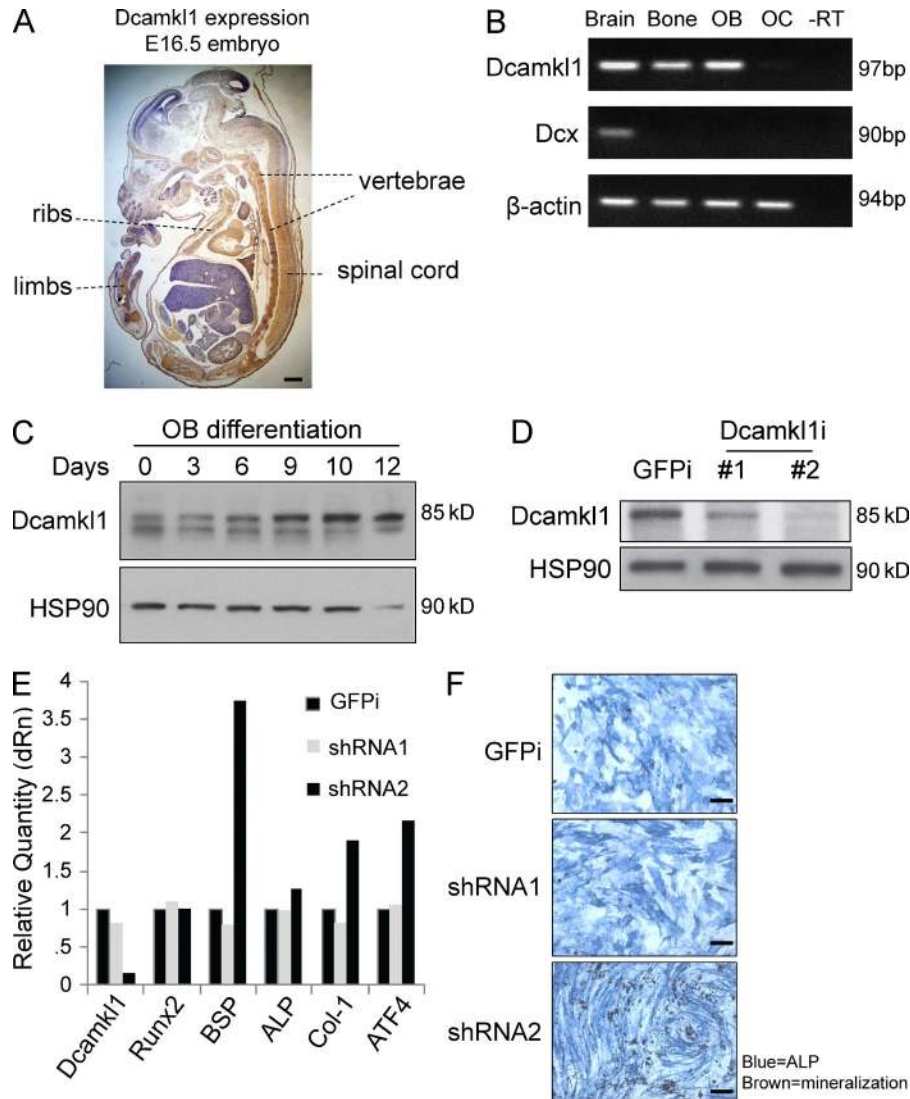 A
Dcamkl1 expression
E16.5 embryo
ribs
limbs
vertebrae
spinal cord
B
Brain Bone OB OC -RT
Dcamkl1 97bp
Dcx 90bp
β-actin 94bp
C
OB differentiation
Days 0 3 6 9 10 12
Dcamkl1 85 kD
HSP90 90 kD
D
Dcamkl1i
GFPi #1 #2
Dcamkl1 85 kD
HSP90 90 kD
E
Relative Quantity (dRn)
4
3.5
3
2.5
2
1.5
1
.5
0
GFPi
shRNA1
shRNA2
Dcamkl1 Runx2 BSP ALP Col-1 ATF4
F
GFPi
shRNA1
shRNA2
Blue=ALP
Brown=mineralization